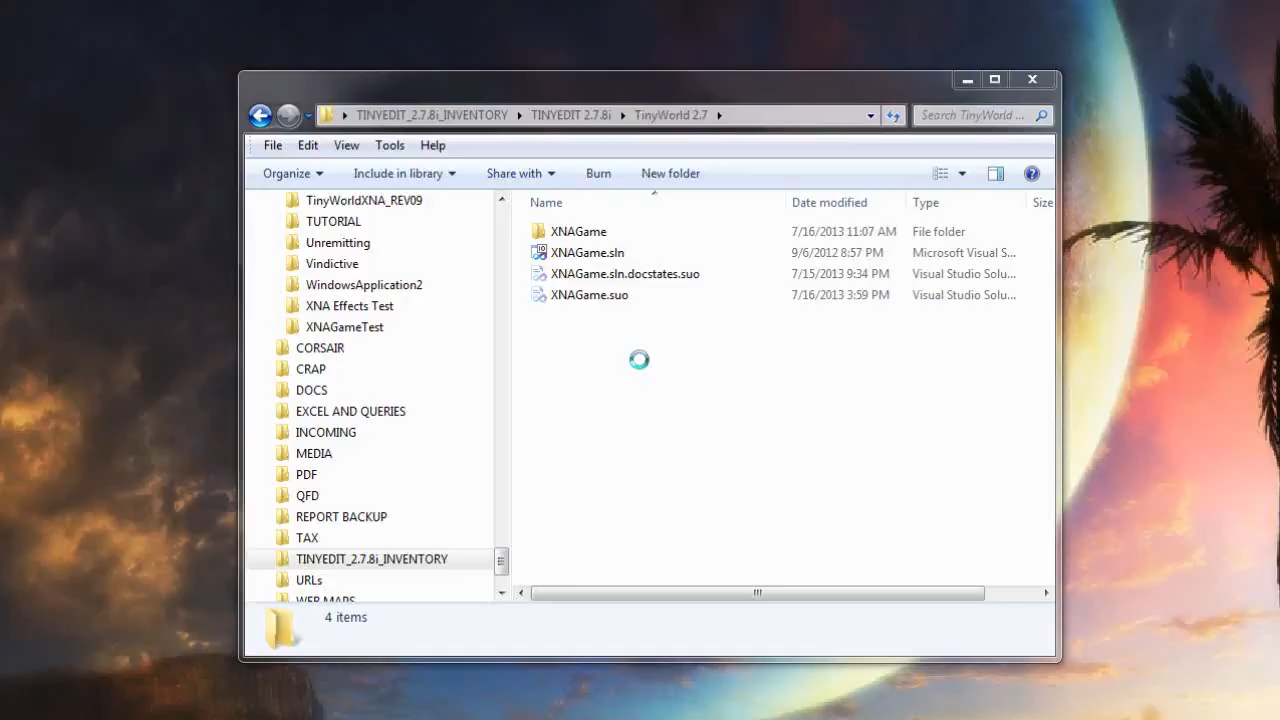 TINYEDIT_2.7.8i_INVENTORY TINYEDIT 2.7.8i TinyWorld 2.7 Search TinyWorld ...
File Edit View Tools Help
Organize Include in library Share with Burn New folder
Name Date modified Type Size
TinyWorldXNA_REV09
TUTORIAL
Unremitting
Vindictive
WindowsApplication2
XNA Effects Test
XNAGameTest
CORSAIR
CRAP
DOCS
EXCEL AND QUERIES
INCOMING
MEDIA
PDF
QFD
REPORT BACKUP
TAX
TINYEDIT_2.7.8i_INVENTORY
URLs
WEB MAPS
XNAGame 7/16/2013 11:07 AM File folder
XNAGame.sln 9/6/2012 8:57 PM Microsoft Visual S...
XNAGame.sln.docstates.suo 7/15/2013 9:34 PM Visual Studio Solu...
XNAGame.suo 7/16/2013 3:59 PM Visual Studio Solu...
4 items